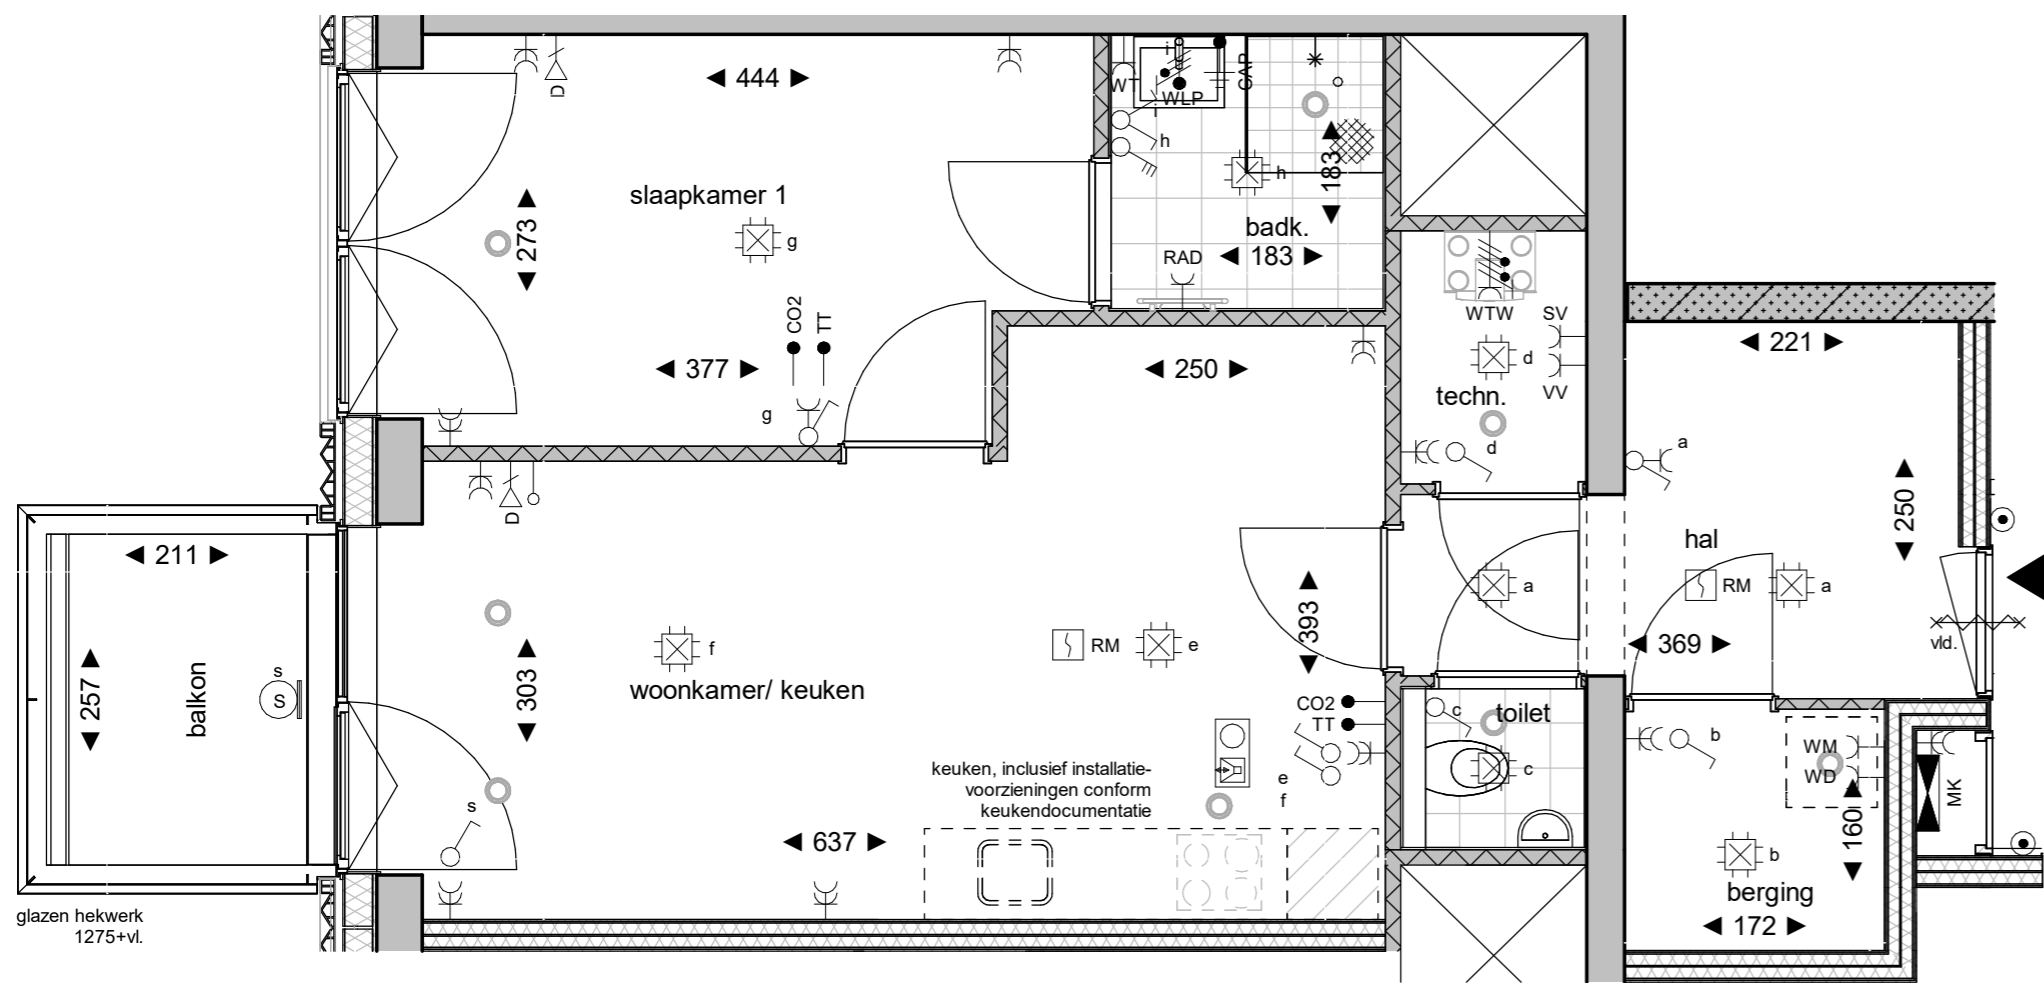 444
D
WT
i
WLP
i
CAP
h
183
h
slaapkamer 1
g
273
badk.
183
RAD
CO2
TT
377
g
250
WTW
SV
d
VV
techn.
d
221
a
250
hal
a
RM
a
369
vld.
D
211
balkon
257
s
S
303
f
woonkamer/ keuken
RM
e
393
CO2
TT
e
f
keuken, inclusief installatie-
voorzieningen conform
keukendocumentatie
s
637
c
toilet
c
b
WM
WD
160
MK
b
berging
172
glazen hekwerk
1275+vl.